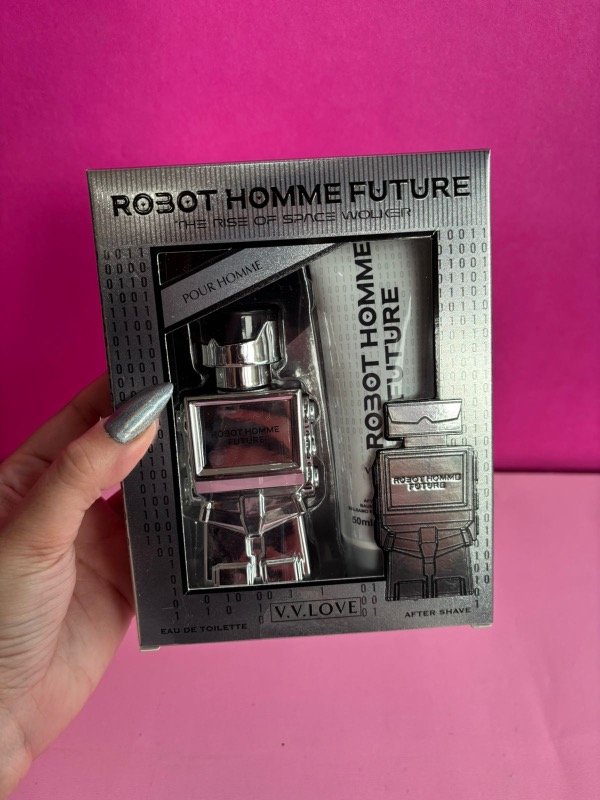 ROBOT HOMME FUTURE
THE RISE OF SPACE WOLKER
POUR HOMME
ROBOT HOMME
FUTURE
ROBOT HOMME
FUTURE
50ml
ROBOT HOMME
FUTURE
V.V.LOVE
EAU DE TOILETTE
AFTER SHAVE